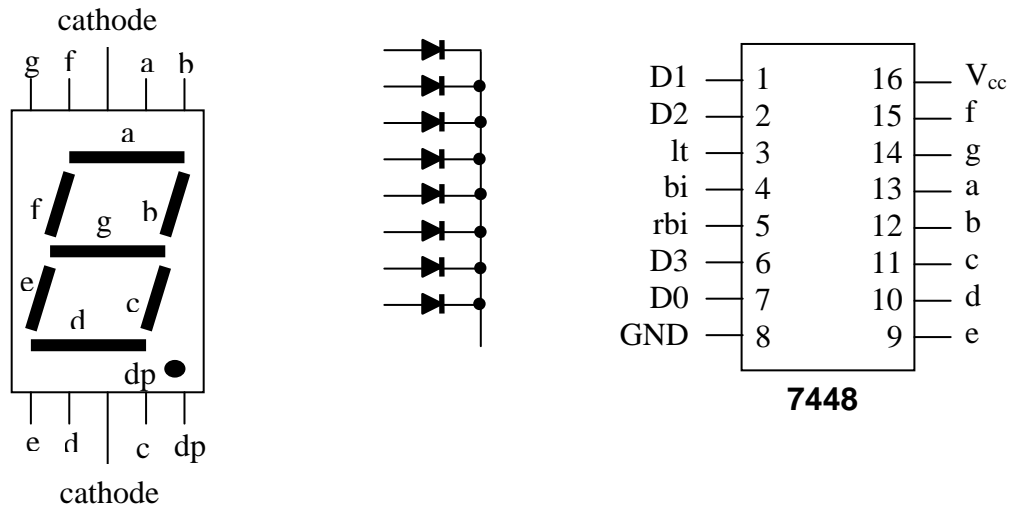 cathode
g f a b
a
f b
g
e c
d
dp
e d c dp
cathode
D1 1 16 Vcc
D2 2 15 f
lt 3 14 g
bi 4 13 a
rbi 5 12 b
D3 6 11 c
D0 7 10 d
GND 8 9 e
7448